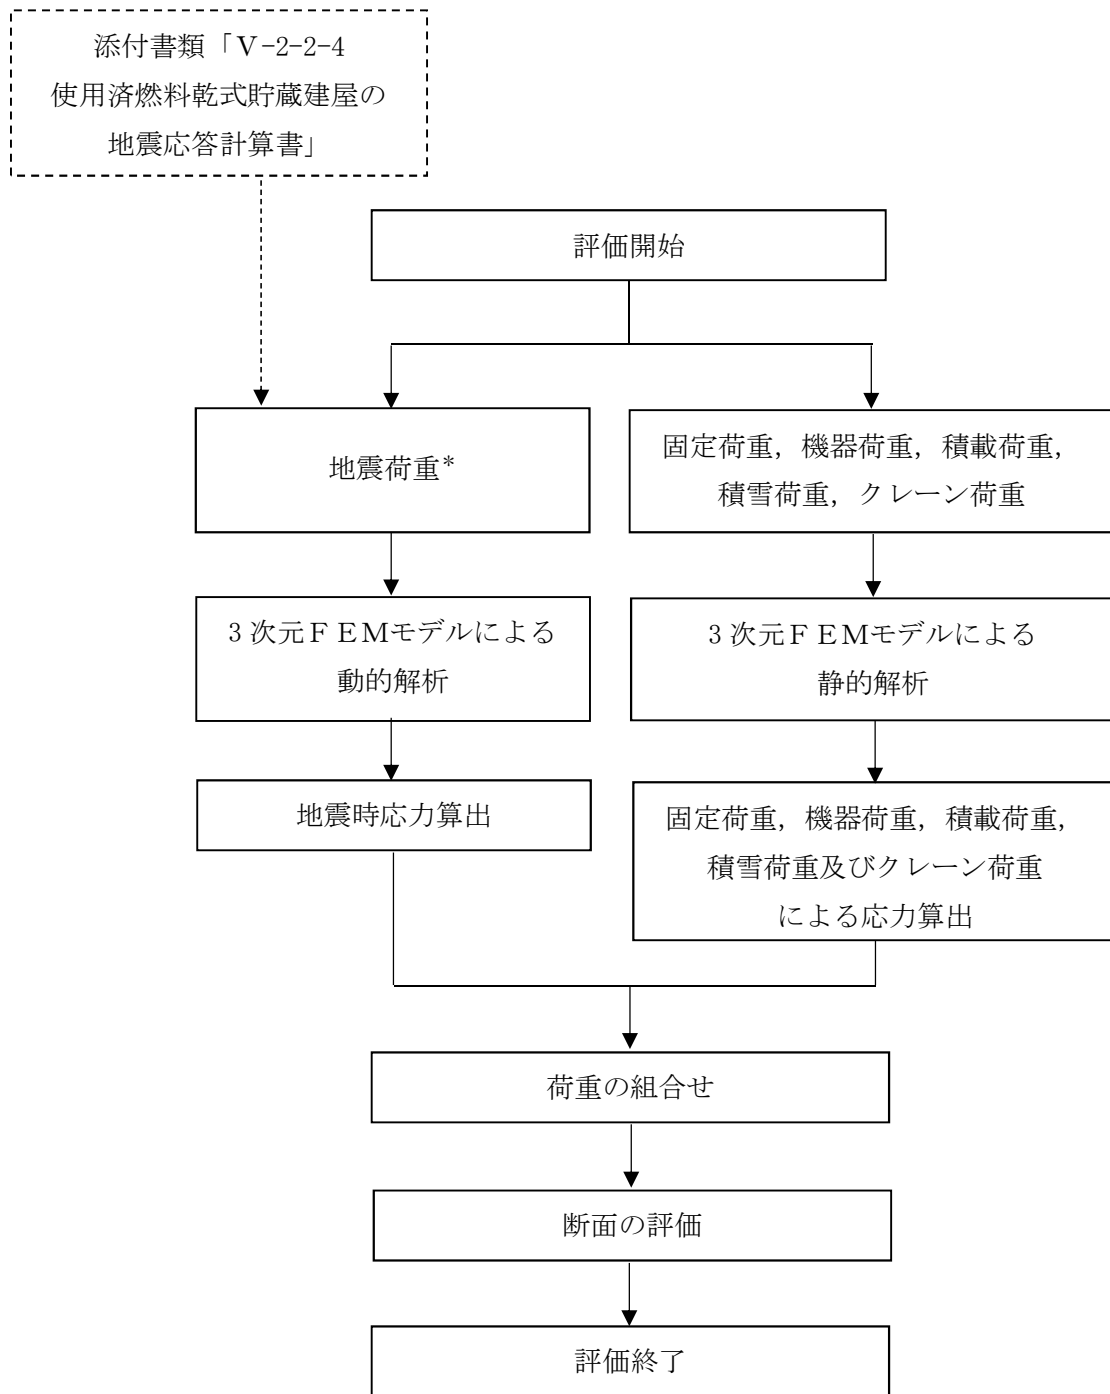 添付書類「Ⅴ-2-2-4
使用済燃料乾式貯蔵建屋の
地震応答計算書」
評価開始
地震荷重*
固定荷重，機器荷重，積載荷重，
積雪荷重，クレーン荷重
3次元ＦＥＭモデルによる
動的解析
3次元ＦＥＭモデルによる
静的解析
地震時応力算出
固定荷重，機器荷重，積載荷重，
積雪荷重及びクレーン荷重
による応力算出
荷重の組合せ
断面の評価
評価終了